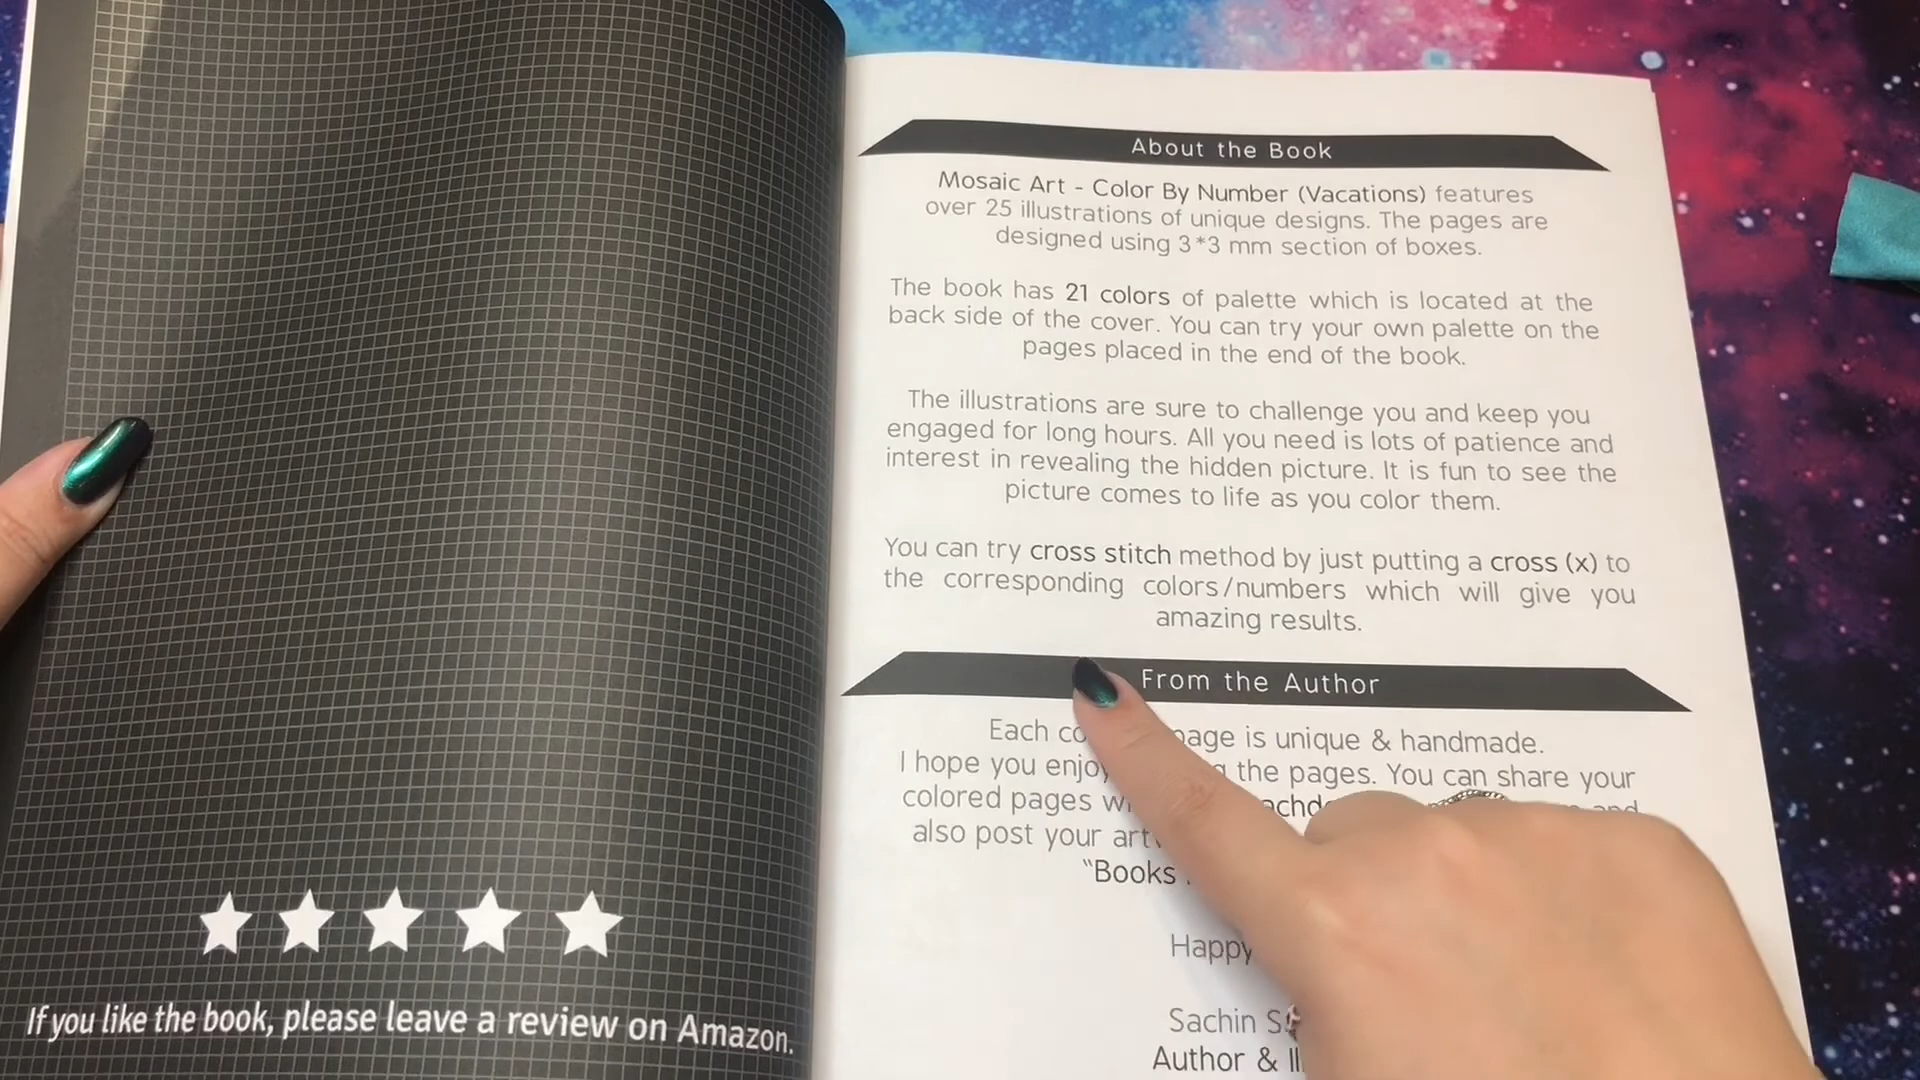 If you like the book, please leave a review on Amazon.
About the Book
Mosaic Art - Color By Number (Vacations) features
over 25 illustrations of unique designs. The pages are
designed using 3*3 mm section of boxes.
The book has 21 colors of palette which is located at the
back side of the cover. You can try your own palette on the
pages placed in the end of the book.
The illustrations are sure to challenge you and keep you
engaged for long hours. All you need is lots of patience and
interest in revealing the hidden picture. It is fun to see the
picture comes to life as you color them.
You can try cross stitch method by just putting a cross (x) to
the corresponding colors/numbers which will give you
amazing results.
From the Author
Each page is unique & handmade.
I hope you enjoy the pages. You can share your
colored pages and
also post your
"Books
Happy
Sachin
Author &